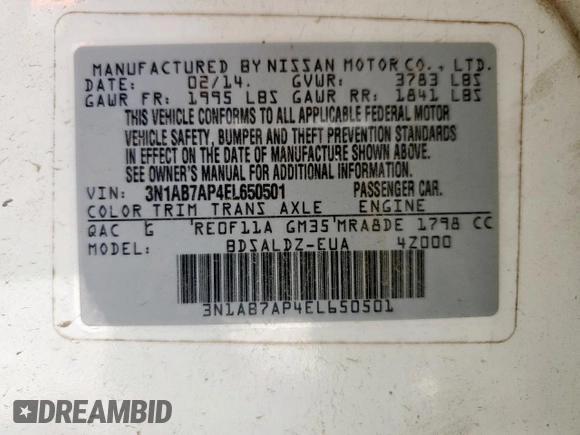 MANUFACTURED BY NISSAN MOTOR CO., LTD.
DATE: 02/14. GVWR: 3783 LBS
GAWR FR: 1995 LBS GAWR RR: 1841 LBS
THIS VEHICLE CONFORMS TO ALL APPLICABLE FEDERAL MOTOR
VEHICLE SAFETY, BUMPER AND THEFT PREVENTION STANDARDS
IN EFFECT ON THE DATE OF MANUFACTURE SHOWN ABOVE.
SEE OWNER'S MANUAL FOR ADDITIONAL INFORMATION.
VIN: 3N1AB7AP4EL650501 PASSENGER CAR.
COLOR TRIM TRANS AXLE ENGINE
QAC G RE0F11A GM35 MRA8DE 1798 CC
MODEL: BDSALDZ-EUA 4Z000
3N1AB7AP4EL650501
DREAMBID